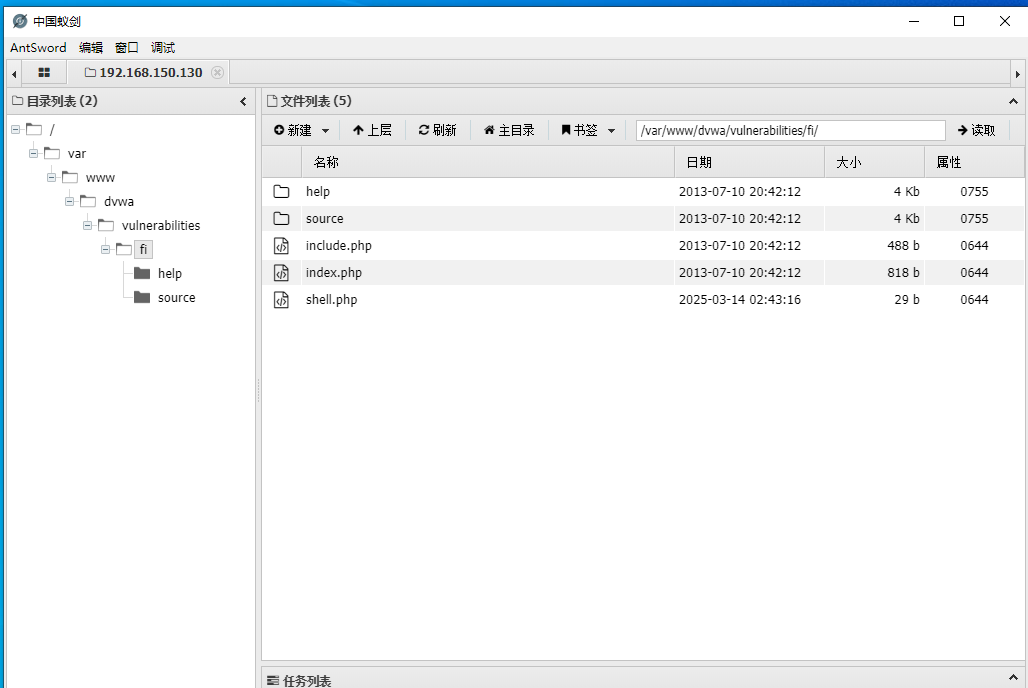 中国蚁剑
AntSword 编辑 窗口 调试
192.168.150.130
目录列表 (2)
/
var
www
dvwa
vulnerabilities
fi
help
source
文件列表 (5)
新建 上层 刷新 主目录 书签 /var/www/dvwa/vulnerabilities/fi/ 读取
名称 日期 大小 属性
help 2013-07-10 20:42:12 4 Kb 0755
source 2013-07-10 20:42:12 4 Kb 0755
include.php 2013-07-10 20:42:12 488 b 0644
index.php 2013-07-10 20:42:12 818 b 0644
shell.php 2025-03-14 02:43:16 29 b 0644
任务列表